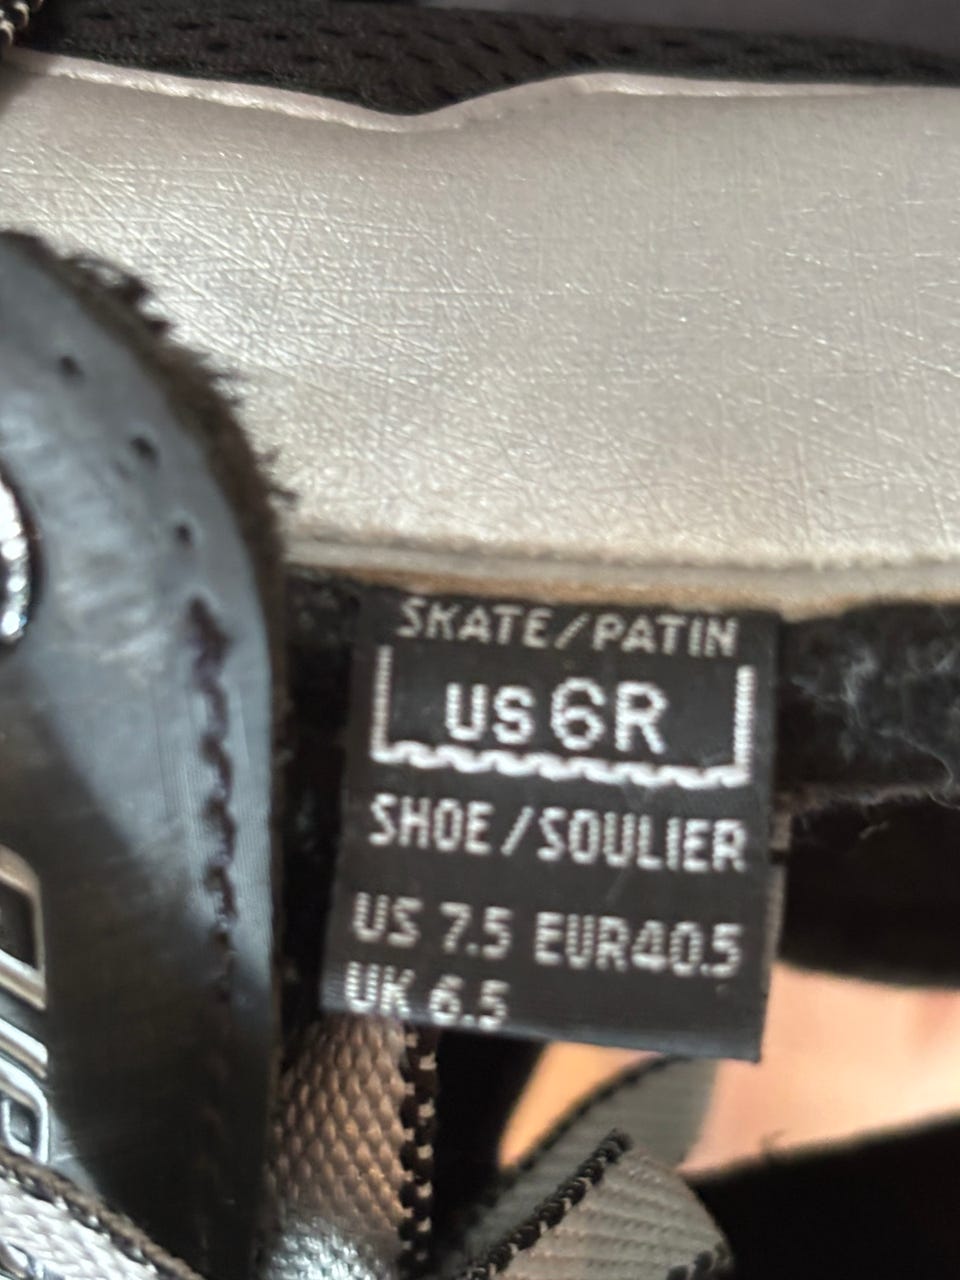 SKATE/PATIN
US 6R
SHOE/SOULIER
US 7.5 EUR40.5
UK 6.5